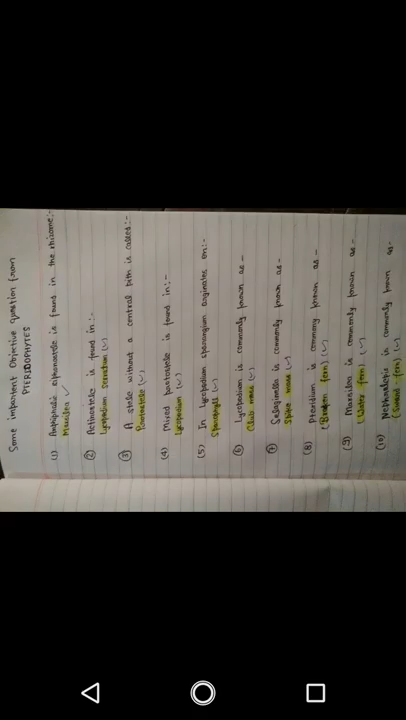 Some important Objective question from
PTERIDOPHYTES
(1) Amphiphloic siphonostele is found in the rhizome:-
Marsilea ✓
(2) Actinostele is found in:-
Lycopodium serratum (✓)
(3) A stele without a central pith is called:-
Protostele (✓)
(4) Mixed protostele is found in:-
Lycopodium (✓)
(5) In Lycopodium sporangium originates on:-
Sporophyll (✓)
(6) Lycopodium is commonly known as -
Club moss (✓)
(7) Selaginella is commonly known as -
Spike moss (✓)
(8) Pteridium is commony known as -
(Braken fern) (✓)
(9) Marsilea is commonly known as -
(Water fern) (✓)
(10) Nephrolepis is commonly known as -
(Sword-fern) (✓)